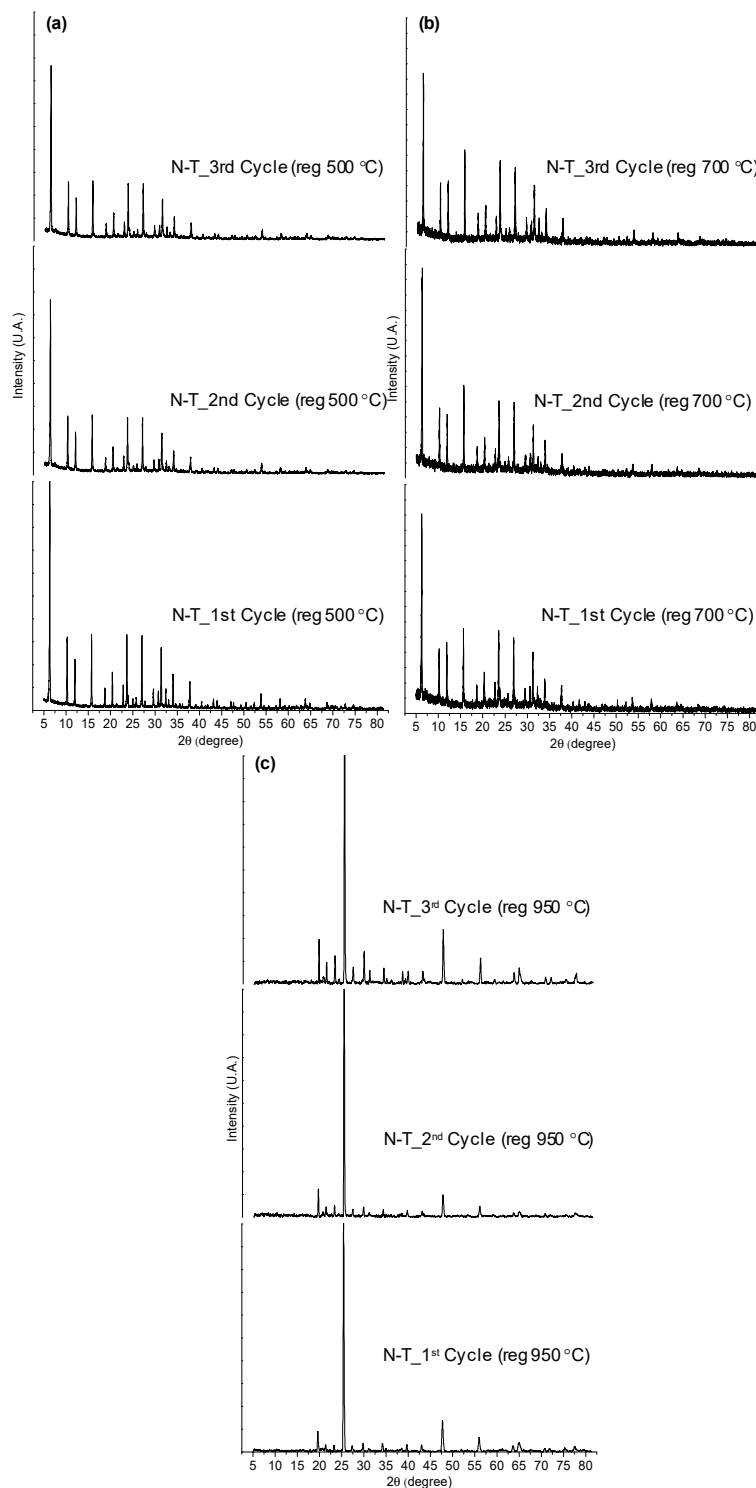 (a)
N-T_3rd Cycle (reg 500 °C)
N-T_2nd Cycle (reg 500 °C)
N-T_1st Cycle (reg 500 °C)
Intensity (U.A.)
5 10 15 20 25 30 35 40 45 50 55 60 65 70 75 80
2θ (degree)
(b)
N-T_3rd Cycle (reg 700 °C)
N-T_2nd Cycle (reg 700 °C)
N-T_1st Cycle (reg 700 °C)
Intensity (U.A.)
5 10 15 20 25 30 35 40 45 50 55 60 65 70 75 80
2θ (degree)
(c)
N-T_3rd Cycle (reg 950 °C)
N-T_2nd Cycle (reg 950 °C)
N-T_1st Cycle (reg 950 °C)
Intensity (U.A.)
5 10 15 20 25 30 35 40 45 50 55 60 65 70 75 80
2θ (degree)